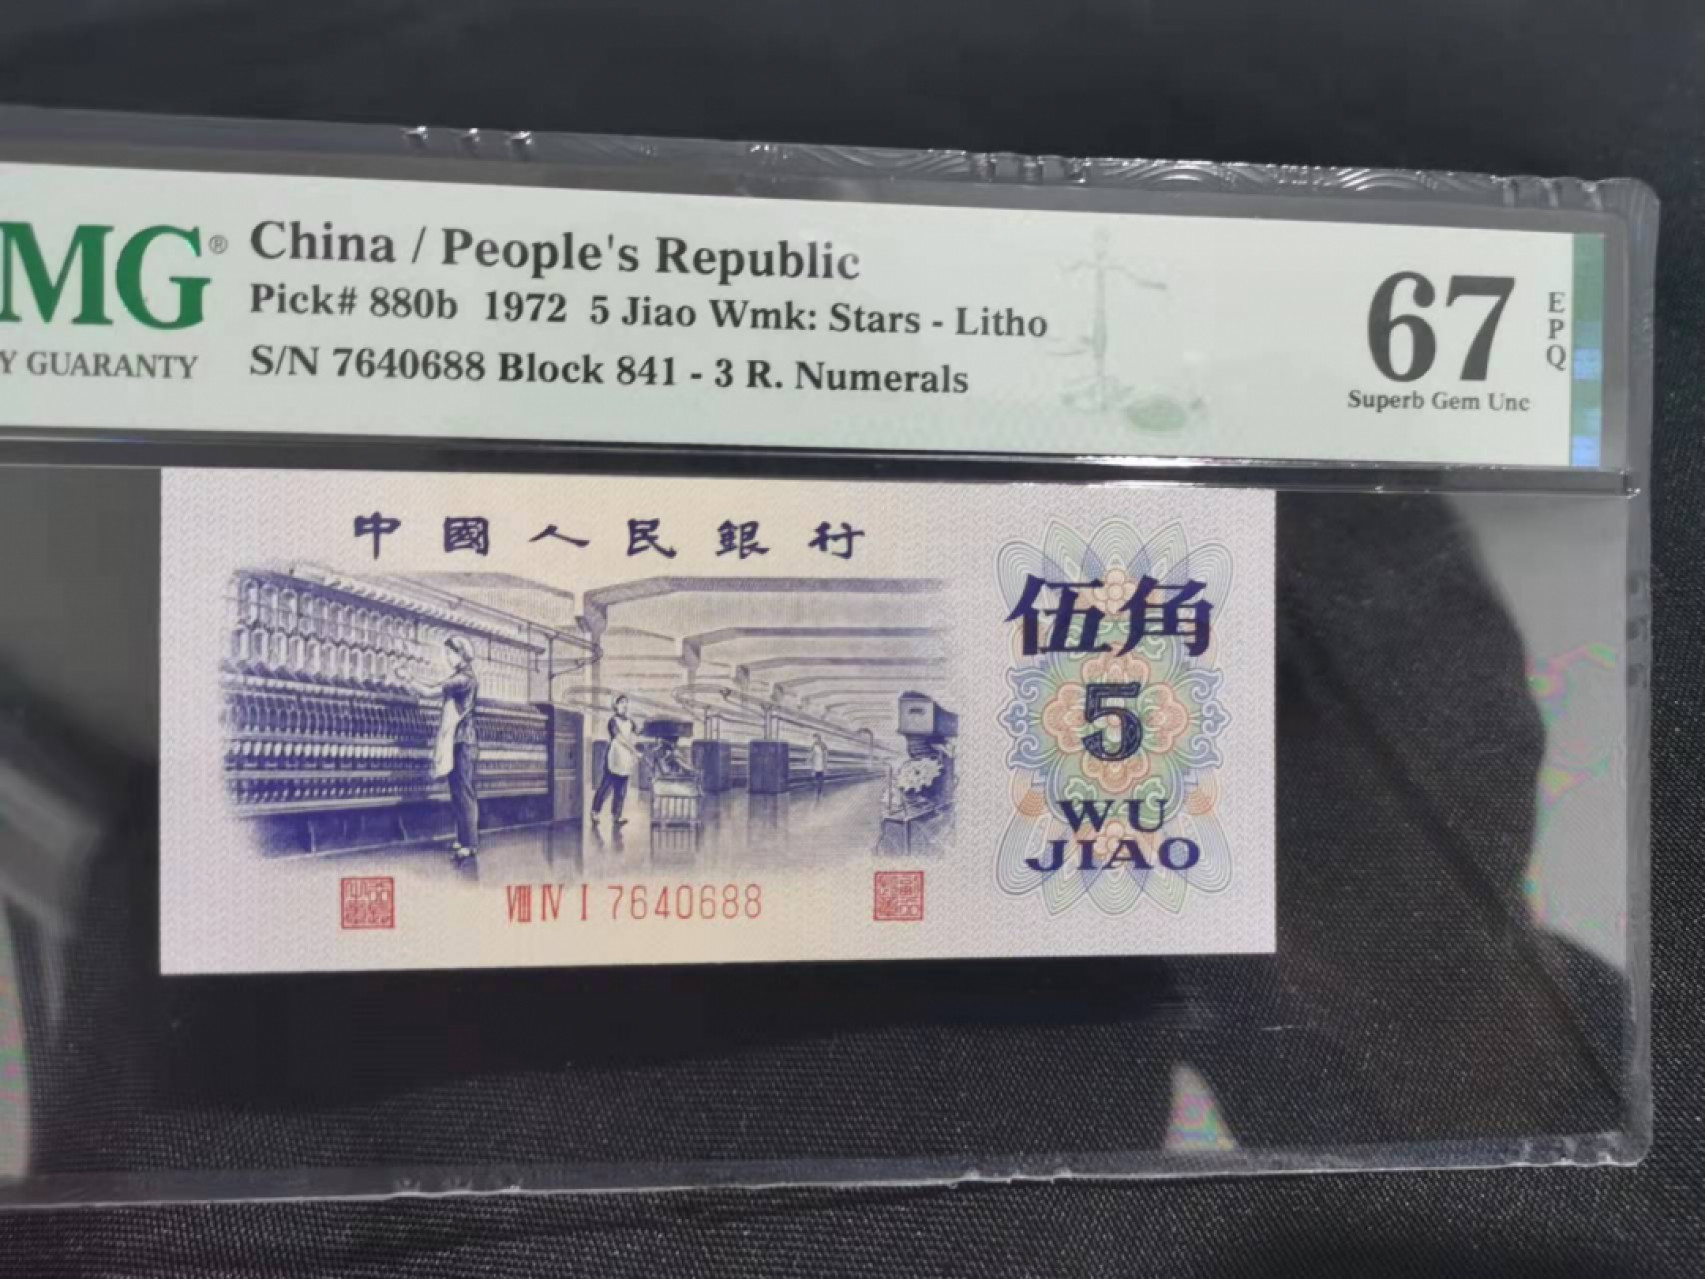 MG® China / People's Republic
Pick# 880b 1972 5 Jiao Wmk: Stars - Litho
Y GUARANTY S/N 7640688 Block 841 - 3 R. Numerals
67
EPQ
Superb Gem Unc
中國人民銀行
伍角
5
WU
JIAO
VIII IV I 7640688